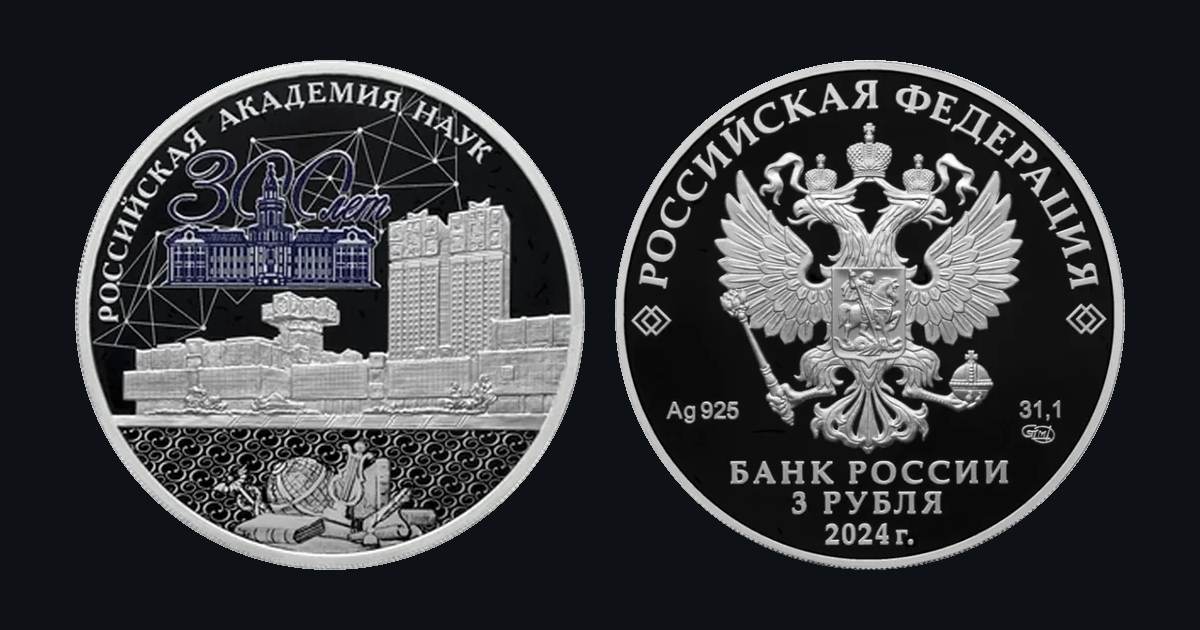 РОССИЙСКАЯ АКАДЕМИЯ НАУК
300 лет
РОССИЙСКАЯ ФЕДЕРАЦИЯ
Ag 925
31,1
БАНК РОССИИ
3 РУБЛЯ
2024 г.